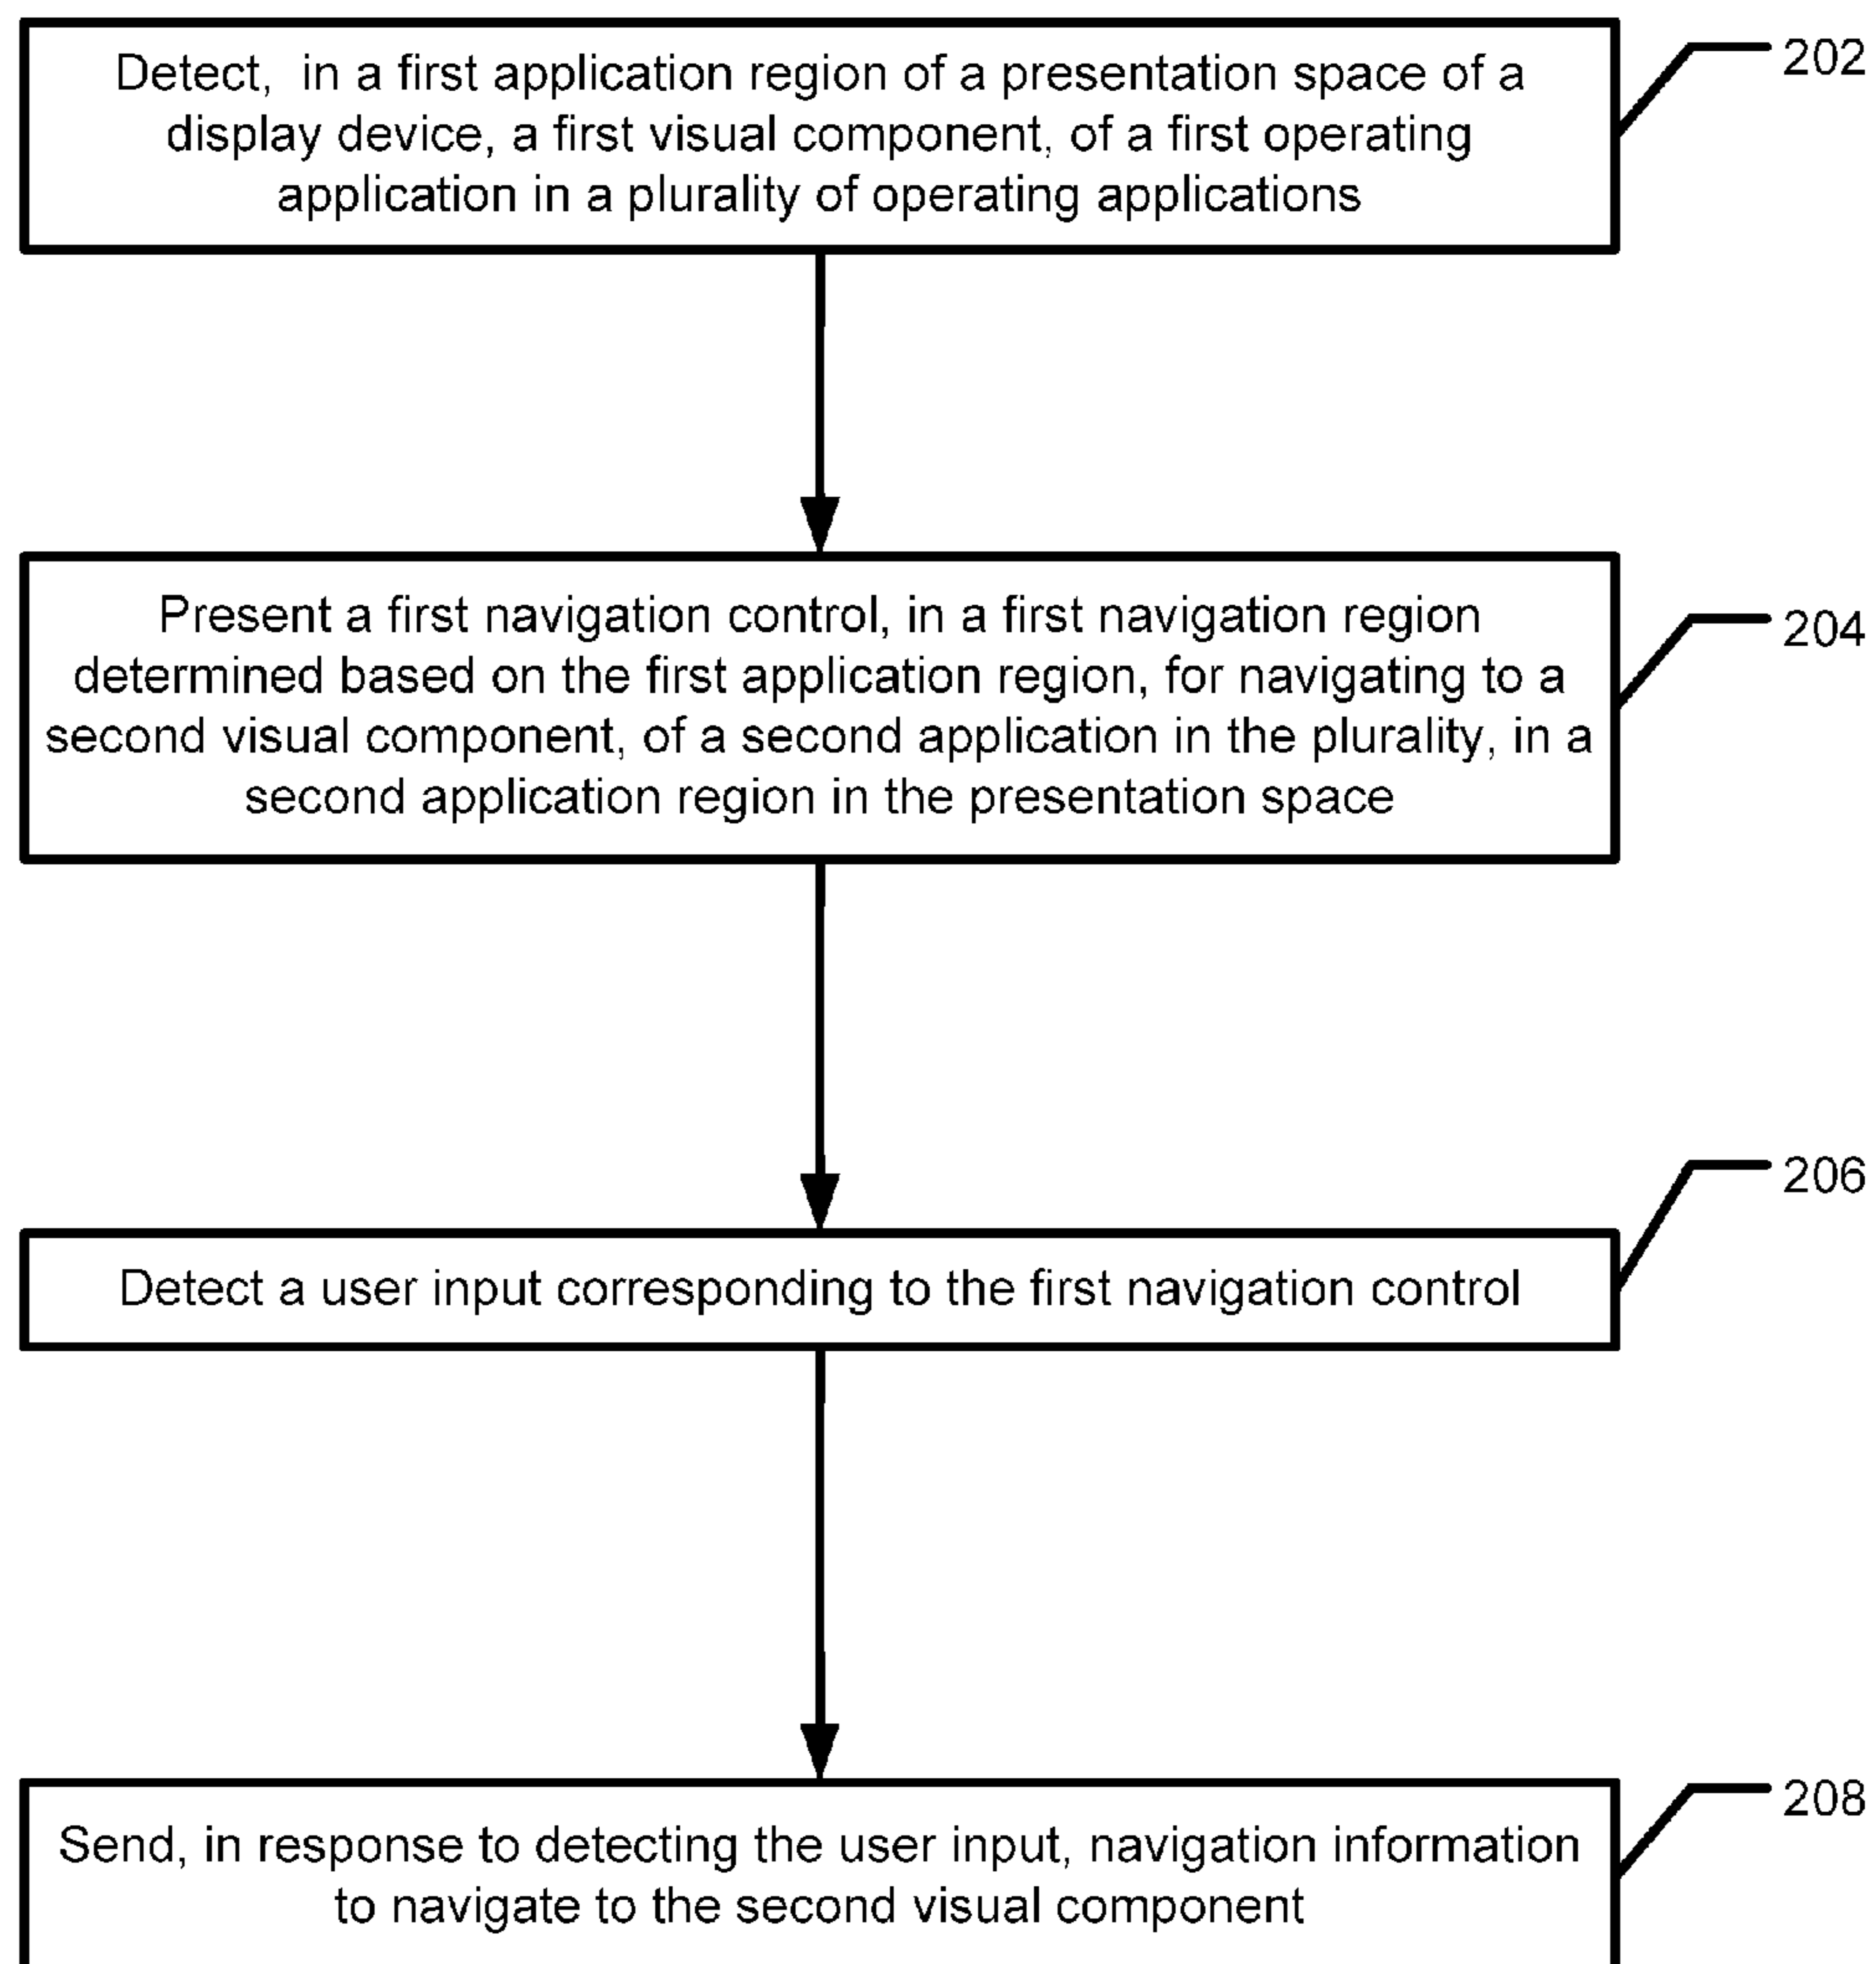 Detect, in a first application region of a presentation space of a
display device, a first visual component, of a first operating
application in a plurality of operating applications
202
Present a first navigation control, in a first navigation region
determined based on the first application region, for navigating to a
second visual component, of a second application in the plurality, in a
second application region in the presentation space
204
Detect a user input corresponding to the first navigation control
206
Send, in response to detecting the user input, navigation information
to navigate to the second visual component
208